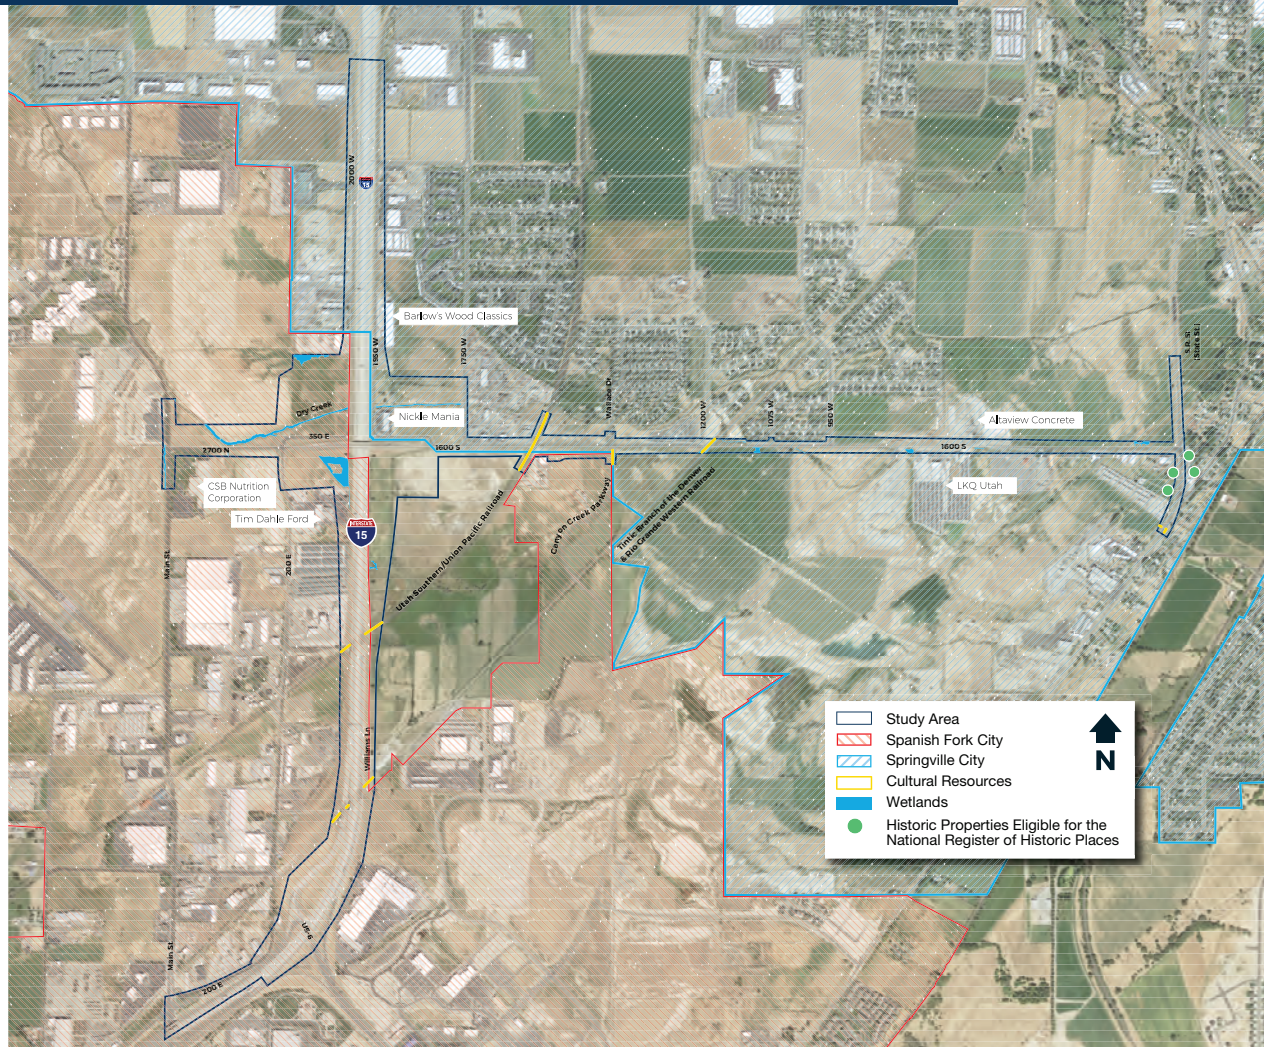 2000 W
15
Barlow's Wood Classics
1550 W
1750 W
S.R. 51
(State St.)
Dry Creek
Nickle Mania
Wallace Dr
1200 W
1075 W
950 W
Altaview Concrete
350 E
2700 N
1600 S
1600 S
CSB Nutrition
Corporation
LKQ Utah
Tim Dahle Ford
INTERSTATE
15
Utah Southern/Union Pacific Railroad
Canyon Creek Parkway
Tintic Branch of the Denver
& Rio Grande Western Railroad
Main St
200 E
Williams Ln
Study Area
Spanish Fork City
Springville City
Cultural Resources
Wetlands
Historic Properties Eligible for the
National Register of Historic Places
N
US-6
Main St
200 E